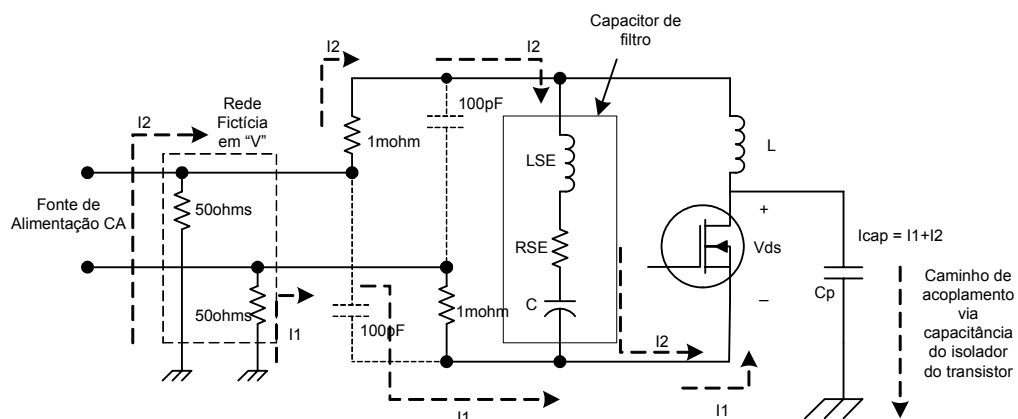 Capacitor de
filtro
I2
I2
100pF
Rede
Fictícia
em “V”
I2
1mohm
L
LSE
50ohms
Fonte de
Alimentação CA
+
Vds
–
Icap = I1+I2
RSE
Cp
Caminho de
acoplamento
via
capacitância
do isolador
do transistor
C
50ohms
I1
100pF
1mohm
I2
I1
I1